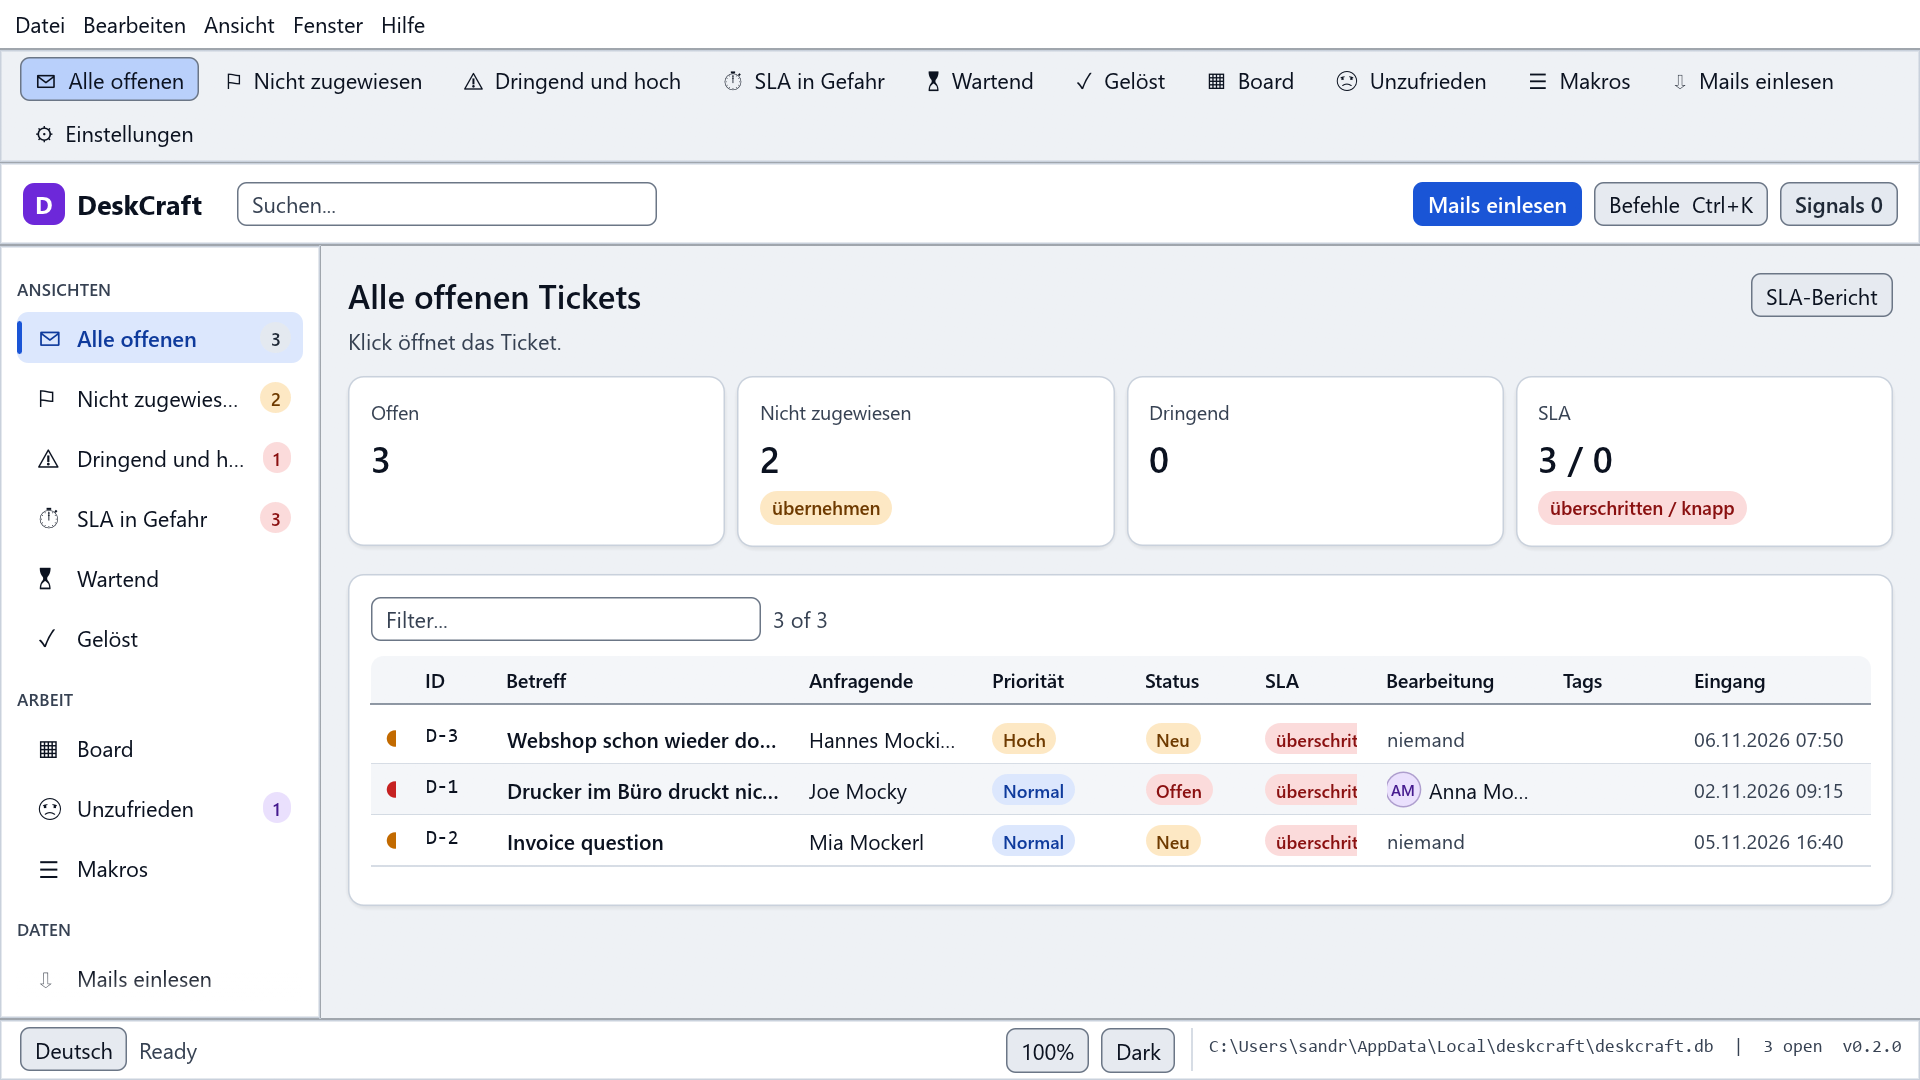 Datei Bearbeiten Ansicht Fenster Hilfe
Alle offenen Nicht zugewiesen Dringend und hoch SLA in Gefahr Wartend Gelöst Board Unzufrieden Makros Mails einlesen
Einstellungen
D DeskCraft Suchen... Mails einlesen Befehle Ctrl+K Signals 0
ANSICHTEN
Alle offenen 3
Nicht zugewies... 2
Dringend und h... 1
SLA in Gefahr 3
Wartend
Gelöst
ARBEIT
Board
Unzufrieden 1
Makros
DATEN
Mails einlesen
Alle offenen Tickets
SLA-Bericht
Klick öffnet das Ticket.
Offen
3
Nicht zugewiesen
2
übernehmen
Dringend
0
SLA
3 / 0
überschritten / knapp
Filter... 3 of 3
ID Betreff Anfragende Priorität Status SLA Bearbeitung Tags Eingang
D-3 Webshop schon wieder do... Hannes Mocki... Hoch Neu überschrit niemand 06.11.2026 07:50
D-1 Drucker im Büro druckt nic... Joe Mocky Normal Offen überschrit AM Anna Mo... 02.11.2026 09:15
D-2 Invoice question Mia Mockerl Normal Neu überschrit niemand 05.11.2026 16:40
Deutsch Ready 100% Dark C:\Users\sandr\AppData\Local\deskcraft\deskcraft.db | 3 open v0.2.0